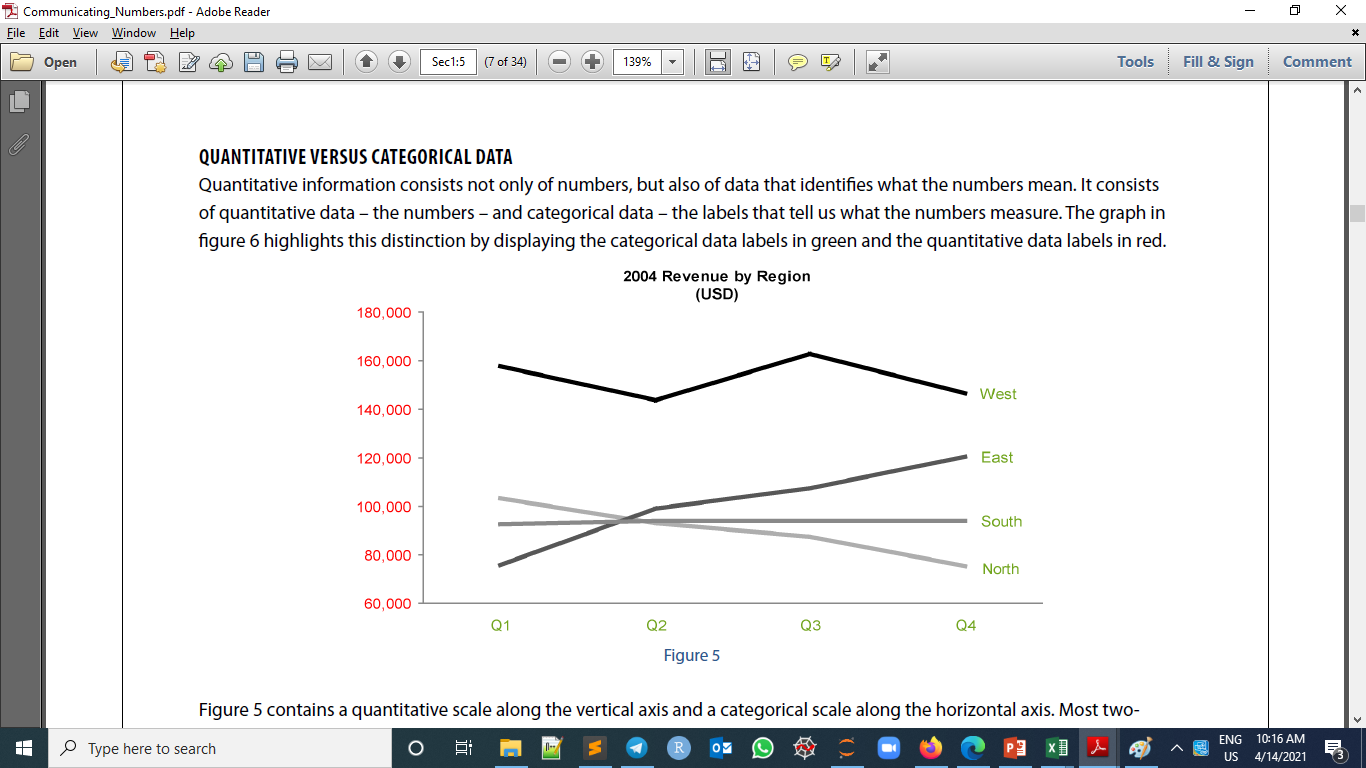 Communicating_Numbers.pdf - Adobe Reader
File Edit View Window Help
Open Sec1:5 (7 of 34) 139% Tools Fill & Sign Comment
QUANTITATIVE VERSUS CATEGORICAL DATA
Quantitative information consists not only of numbers, but also of data that identifies what the numbers mean. It consists
of quantitative data – the numbers – and categorical data – the labels that tell us what the numbers measure. The graph in
figure 6 highlights this distinction by displaying the categorical data labels in green and the quantitative data labels in red.
2004 Revenue by Region
(USD)
180,000
160,000
140,000
120,000
100,000
80,000
60,000
West
East
South
North
Q1 Q2 Q3 Q4
Figure 5
Figure 5 contains a quantitative scale along the vertical axis and a categorical scale along the horizontal axis. Most two-
Type here to search
ENG
US
10:16 AM
4/14/2021
3